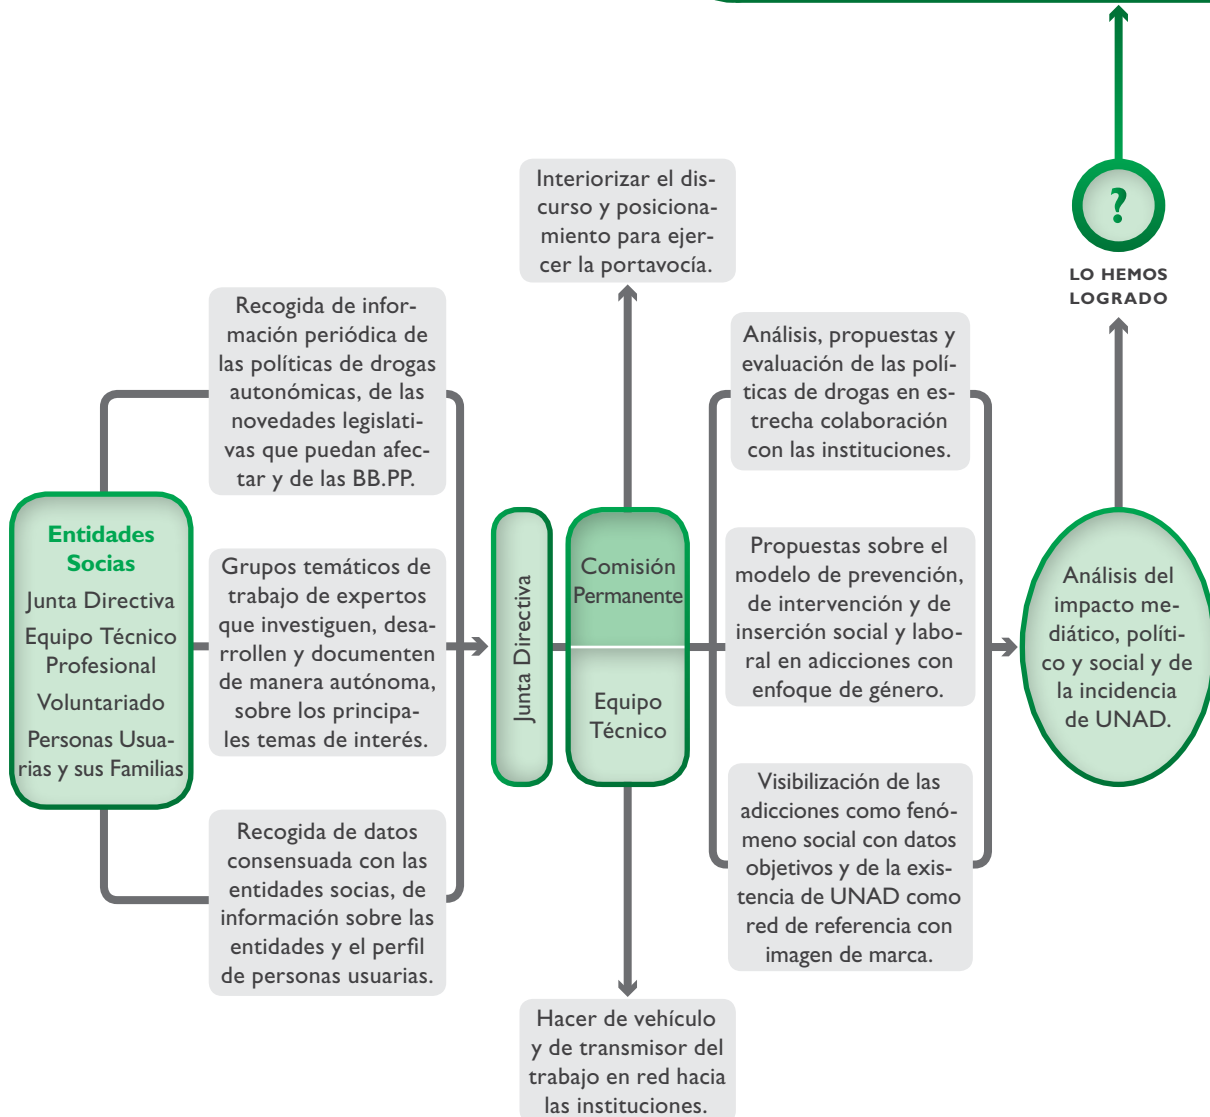 ?
LO HEMOS
LOGRADO
Interiorizar el dis-
curso y posiciona-
miento para ejer-
cer la portavocía.
Recogida de infor-
mación periódica de
las políticas de drogas
autonómicas, de las
novedades legislati-
vas que puedan afec-
tar y de las BB.PP.
Análisis, propuestas y
evaluación de las polí-
ticas de drogas en es-
trecha colaboración
con las instituciones.
Entidades
Socias
Junta Directiva
Equipo Técnico
Profesional
Voluntariado
Personas Usua-
rias y sus Familias
Grupos temáticos de
trabajo de expertos
que investiguen, desa-
rrollen y documenten
de manera autónoma,
sobre los principa-
les temas de interés.
Junta Directiva
Comisión
Permanente
Equipo
Técnico
Propuestas sobre el
modelo de prevención,
de intervención y de
inserción social y labo-
ral en adicciones con
enfoque de género.
Análisis del
impacto me-
diático, políti-
co y social y de
la incidencia
de UNAD.
Recogida de datos
consensuada con las
entidades socias, de
información sobre las
entidades y el perfil
de personas usuarias.
Visibilización de las
adicciones como fenó-
meno social con datos
objetivos y de la exis-
tencia de UNAD como
red de referencia con
imagen de marca.
Hacer de vehículo
y de transmisor del
trabajo en red hacia
las instituciones.